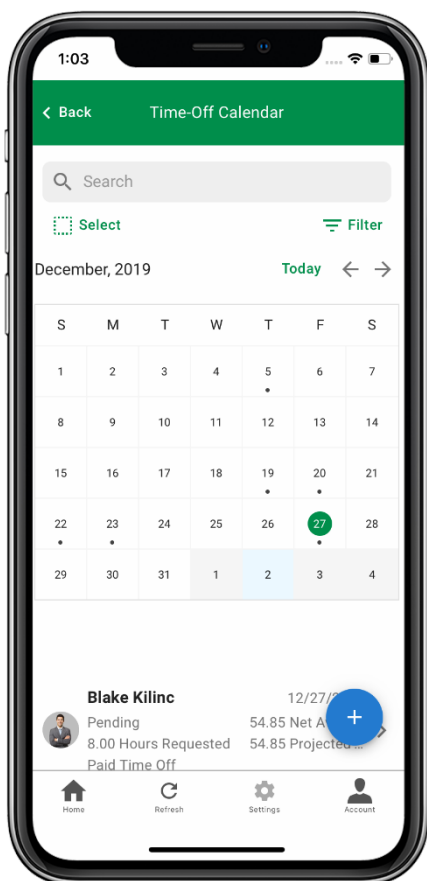 1:03
Back Time-Off Calendar
Search
Select Filter
December, 2019 Today
S M T W T F S
1 2 3 4 5 6 7
8 9 10 11 12 13 14
15 16 17 18 19 20 21
22 23 24 25 26 27 28
29 30 31 1 2 3 4
Blake Kilinc 12/27/
Pending 54.85 Net A
8.00 Hours Requested 54.85 Projected ...
Paid Time Off
Home Refresh Settings Account